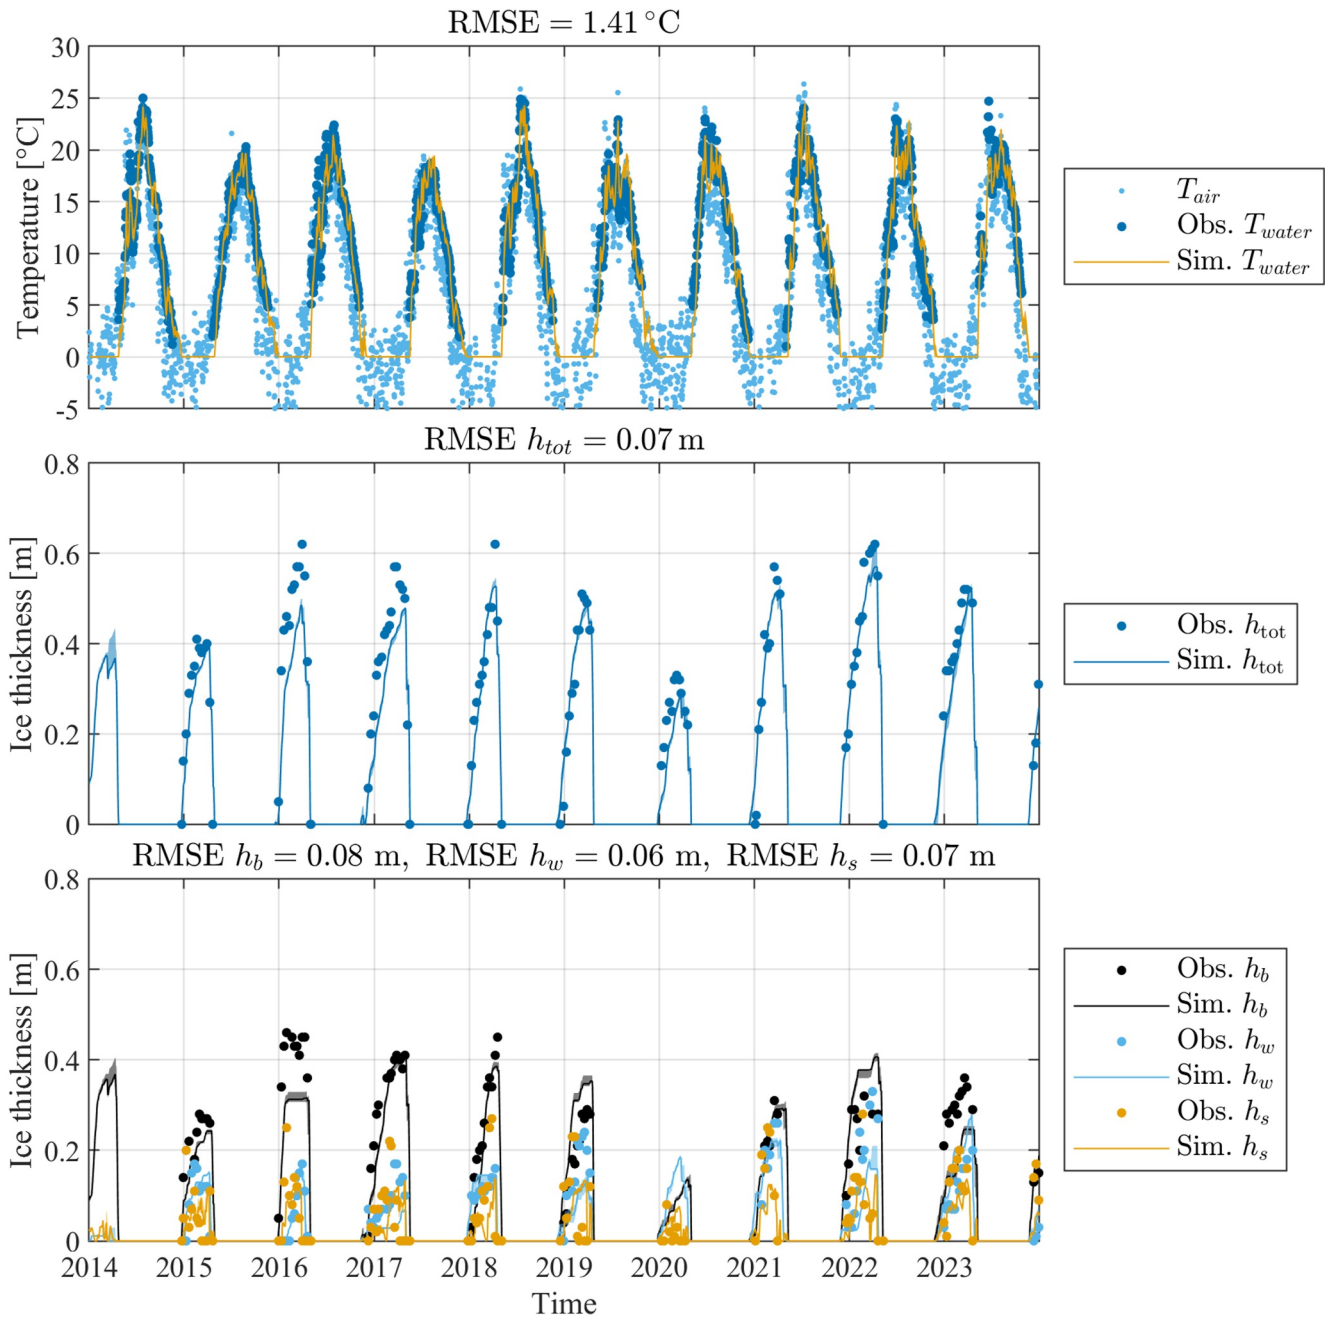 RMSE = 1.41 °C
30
25
20
15
10
5
0
-5
Temperature [°C]
T_air
Obs. T_water
Sim. T_water
RMSE h_tot = 0.07 m
0.8
0.6
0.4
0.2
0
Ice thickness [m]
Obs. h_tot
Sim. h_tot
RMSE h_b = 0.08 m, RMSE h_w = 0.06 m, RMSE h_s = 0.07 m
0.8
0.6
0.4
0.2
0
Ice thickness [m]
Obs. h_b
Sim. h_b
Obs. h_w
Sim. h_w
Obs. h_s
Sim. h_s
2014 2015 2016 2017 2018 2019 2020 2021 2022 2023
Time